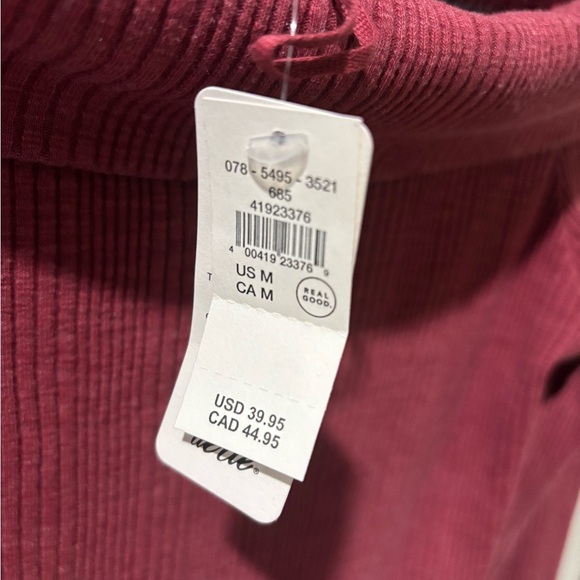 078 - 5495 - 3521
685
41923376
4 00419 23376 9
US M
CA M
REAL
GOOD.
T
USD 39.95
CAD 44.95